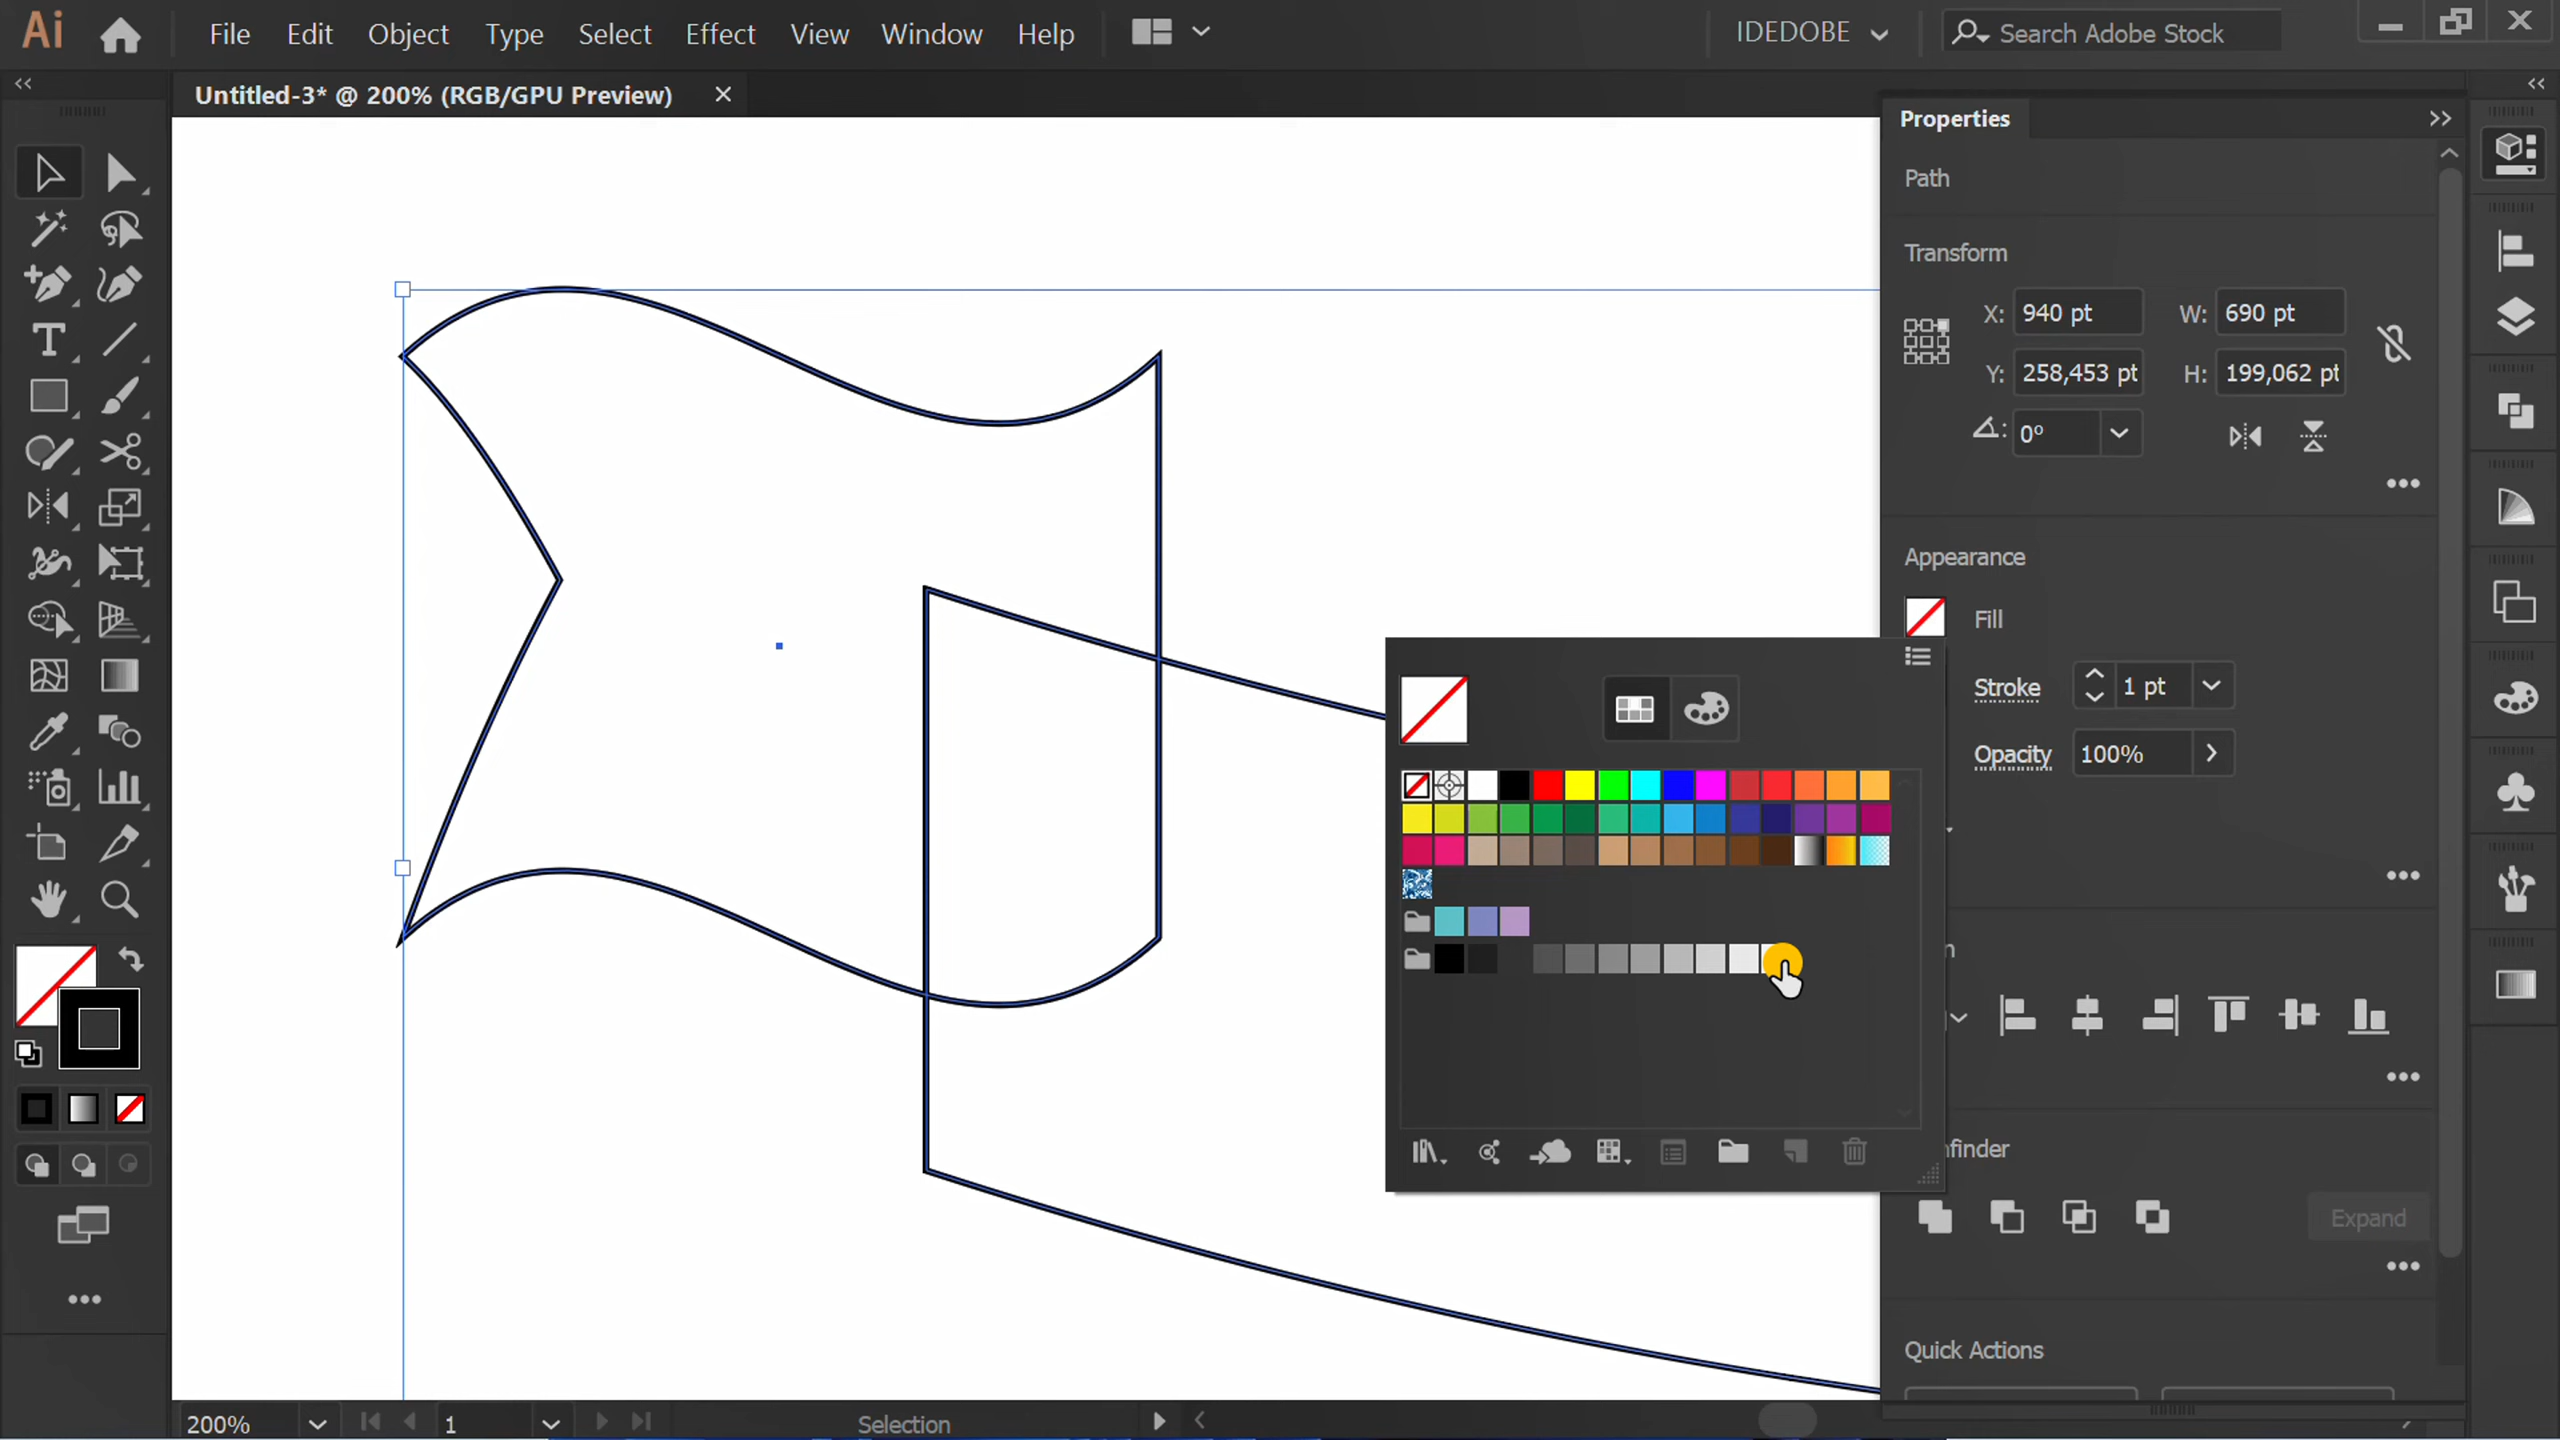 Ai File Edit Object Type Select Effect View Window Help IDEDOBE Search Adobe Stock
Untitled-3* @ 200% (RGB/GPU Preview)
Properties
Path
Transform
X: 940 pt W: 690 pt
Y: 258,453 pt H: 199,062 pt
0°
Appearance
Fill
Stroke 1 pt
Opacity 100%
n
nfinder
Expand
Quick Actions
200% 1 Selection